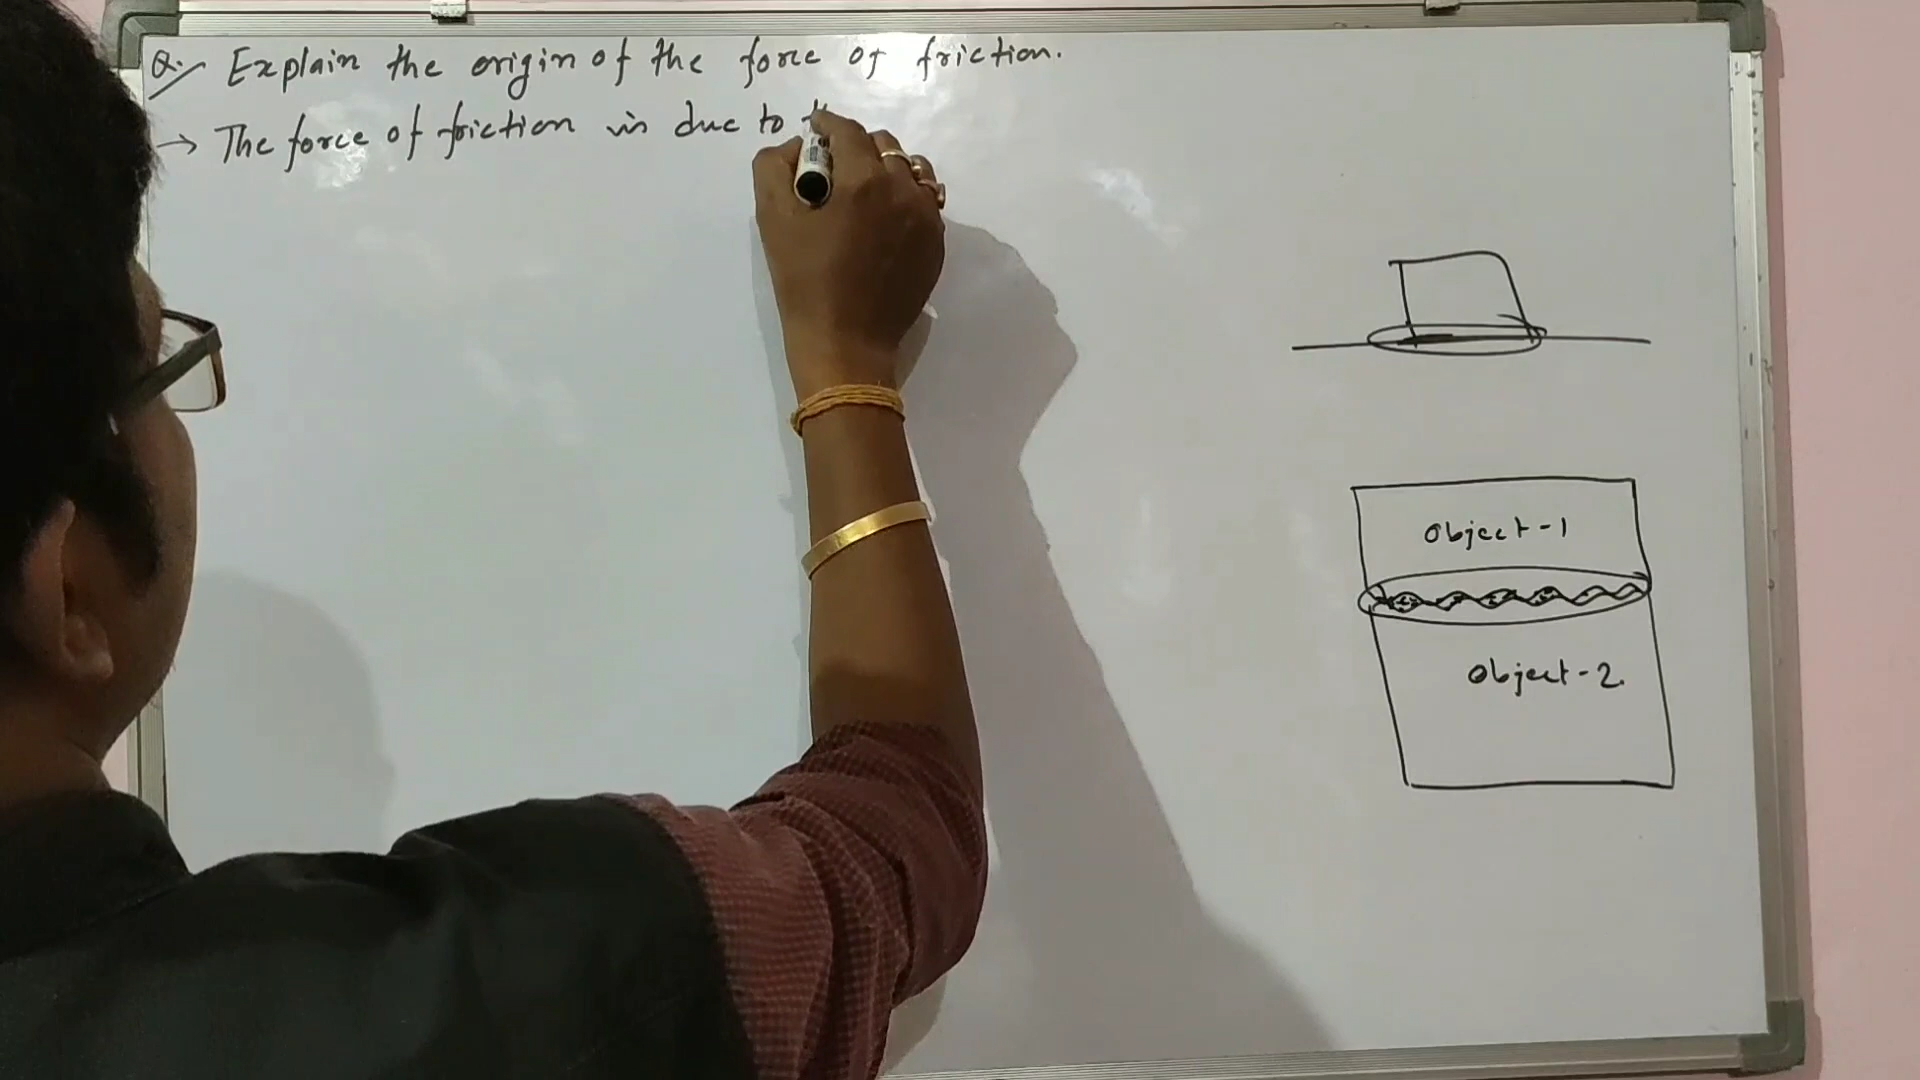 Q. Explain the origin of the force of friction.
→ The force of friction is due to
Object-1
Object-2.